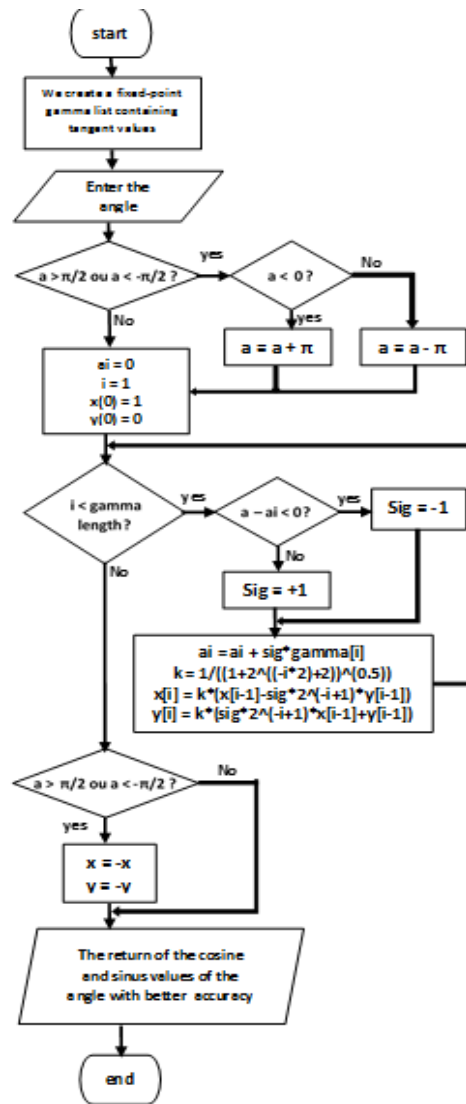 start
We create a fixed-point
gamma list containing
tangent values
Enter the
angle
a > π/2 ou a < -π/2 ?
yes
a < 0 ?
No
No
yes
a = a + π
a = a - π
ai = 0
i = 1
x(0) = 1
y(0) = 0
i < gamma
length ?
yes
a – ai < 0?
yes
Sig = -1
No
No
Sig = +1
ai = ai + sig*gamma[i]
k = 1/((1+2^((-i*2)+2))^(0.5))
x[i] = k*(x[i-1]-sig*2^(-i+1)*y[i-1])
y[i] = k*(sig*2^(-i+1)*x[i-1]+y[i-1])
a > π/2 ou a < -π/2 ?
No
yes
x = -x
y = -y
The return of the cosine
and sinus values of the
angle with better accuracy
end